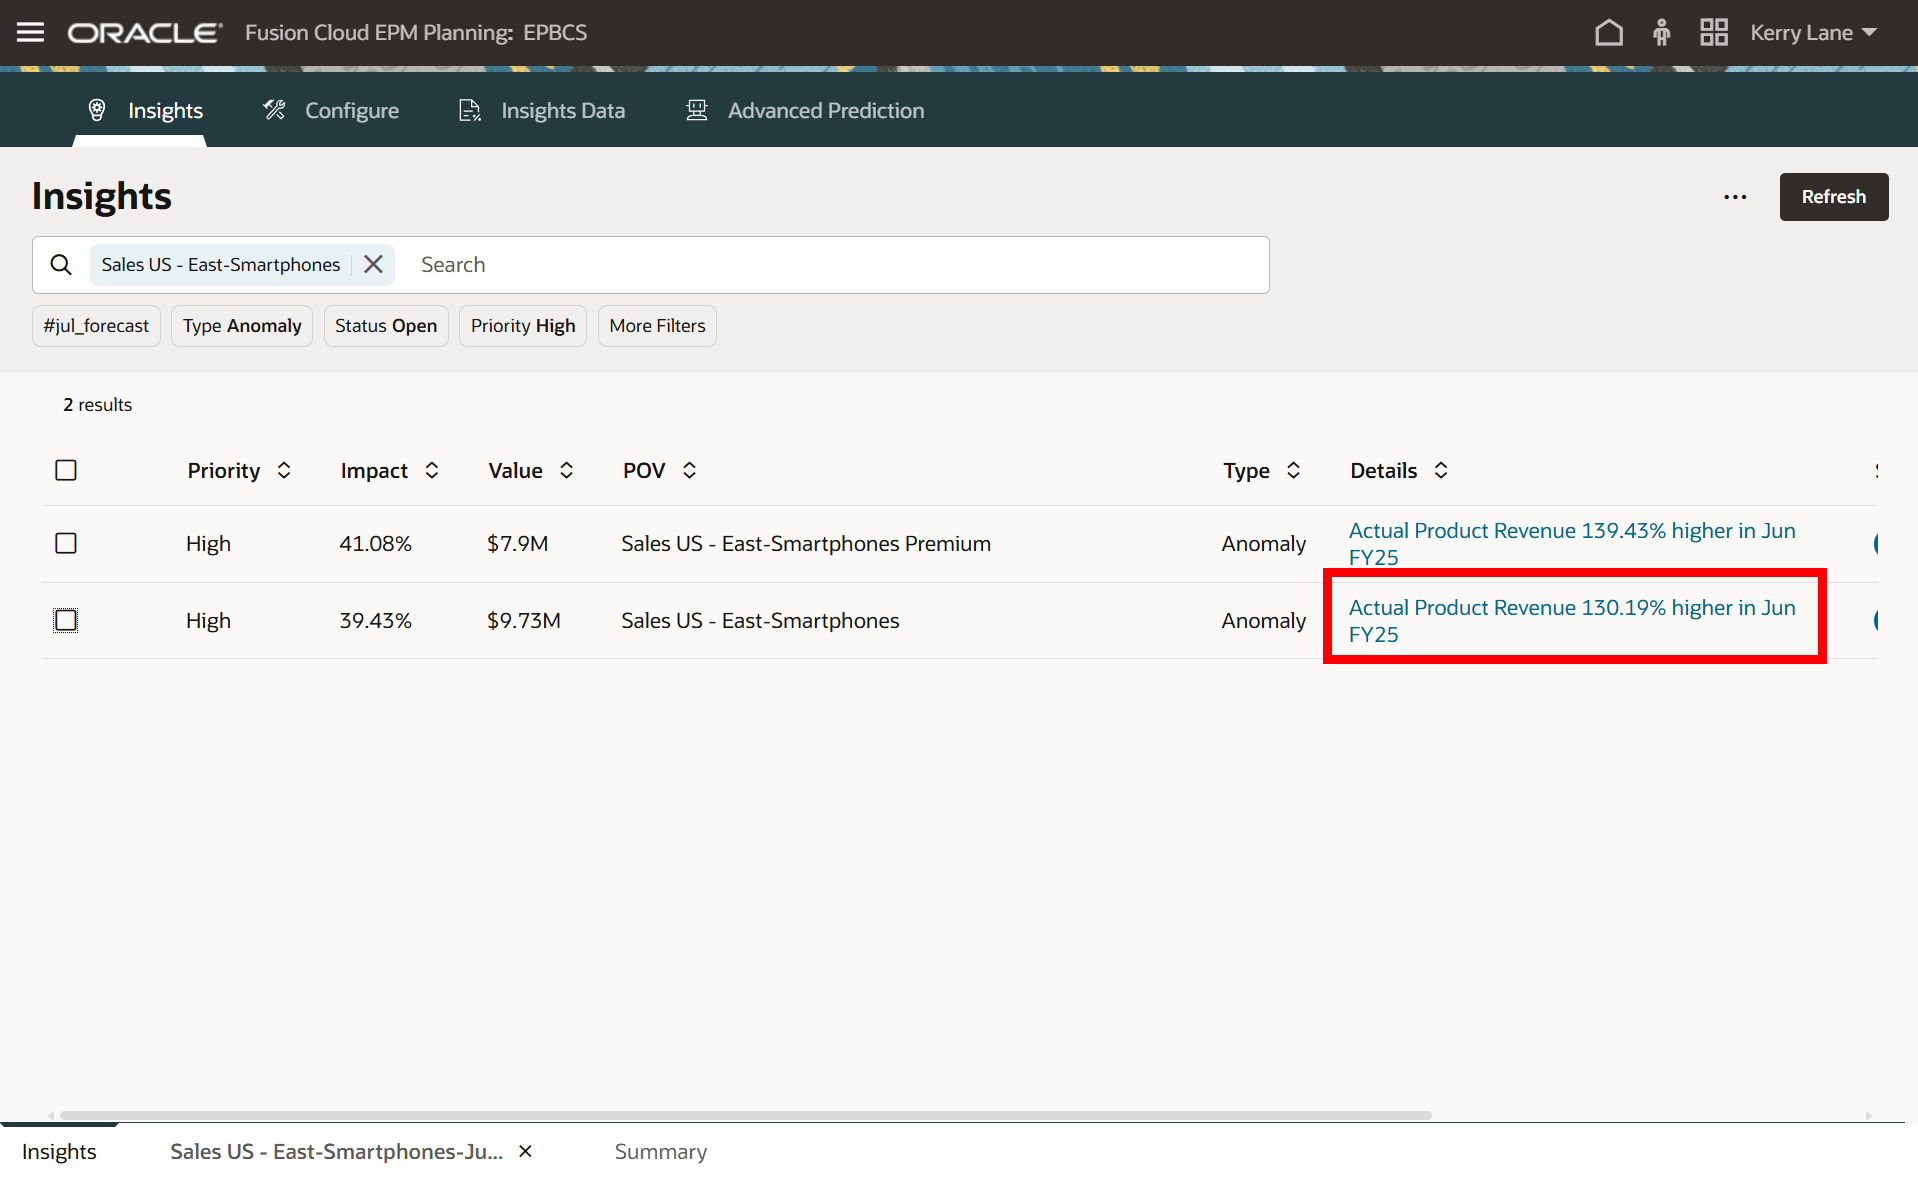 ORACLE Fusion Cloud EPM Planning: EPBCS Kerry Lane
Insights Configure Insights Data Advanced Prediction
Insights
Refresh
Sales US - East-Smartphones Search
#jul_forecast Type Anomaly Status Open Priority High More Filters
2 results
Priority Impact Value POV Type Details
High 41.08% $7.9M Sales US - East-Smartphones Premium Anomaly Actual Product Revenue 139.43% higher in Jun
FY25
High 39.43% $9.73M Sales US - East-Smartphones Anomaly Actual Product Revenue 130.19% higher in Jun
FY25
Insights Sales US - East-Smartphones-Ju... Summary